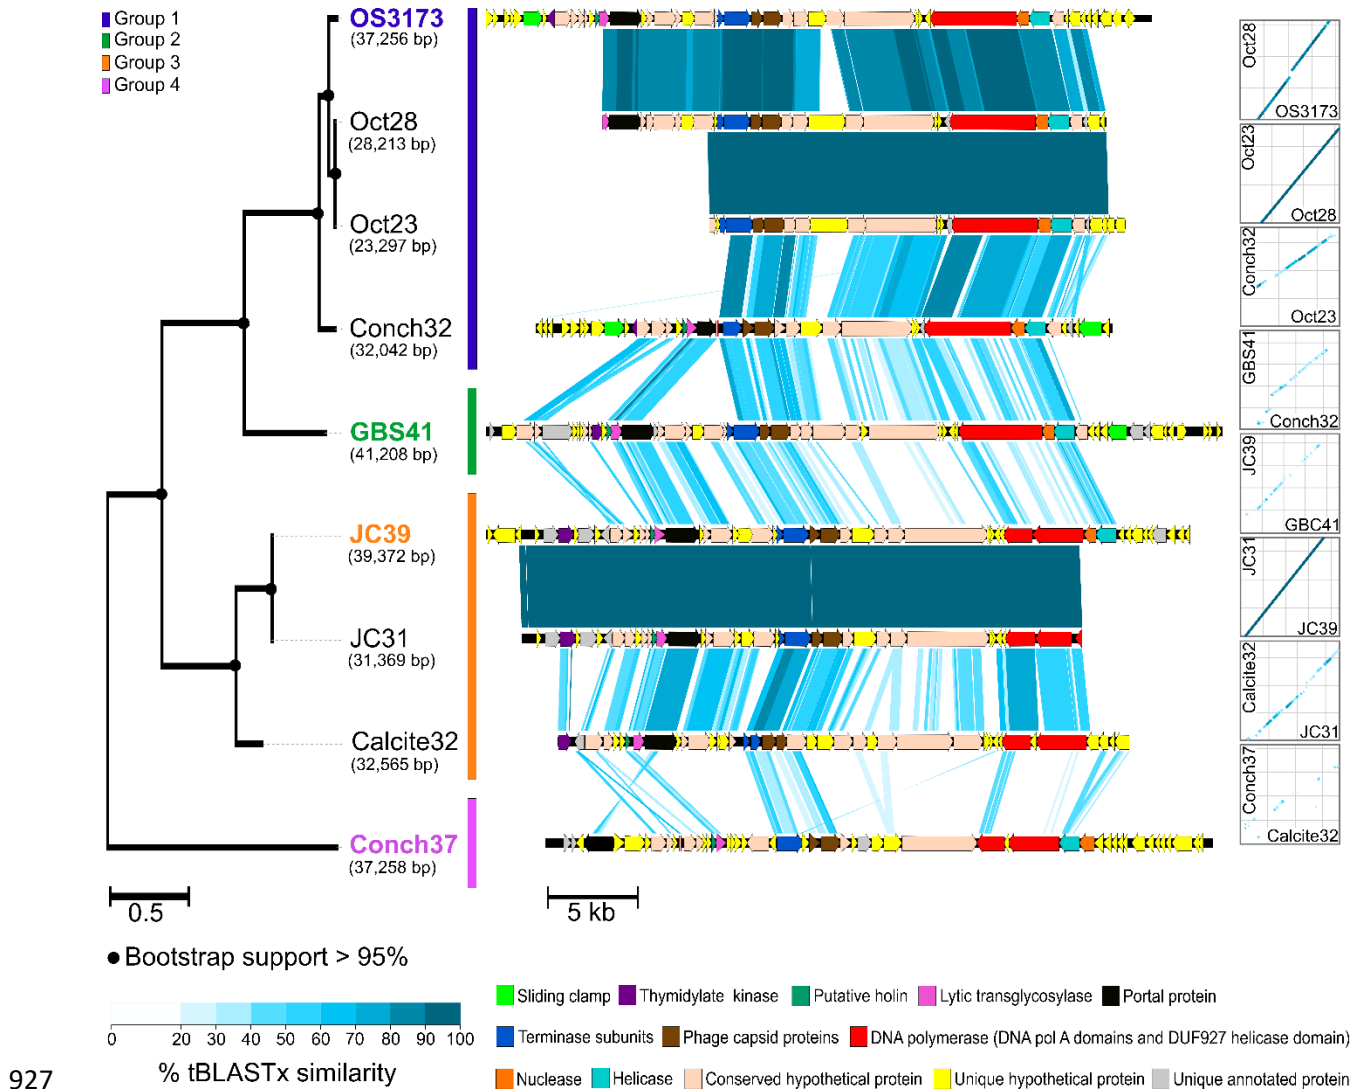 Group 1
Group 2
Group 3
Group 4
OS3173
(37,256 bp)
Oct28
(28,213 bp)
Oct23
(23,297 bp)
Conch32
(32,042 bp)
GBS41
(41,208 bp)
JC39
(39,372 bp)
JC31
(31,369 bp)
Calcite32
(32,565 bp)
Conch37
(37,258 bp)
Oct28
OS3173
Oct23
Oct28
Conch32
Oct23
GBS41
Conch32
JC39
GBC41
JC31
JC39
Calcite32
JC31
Conch37
Calcite32
0.5
5 kb
Bootstrap support > 95%
0 20 30 40 50 60 70 80 90 100
% tBLASTx similarity
Sliding clamp Thymidylate kinase Putative holin Lytic transglycosylase Portal protein
Terminase subunits Phage capsid proteins DNA polymerase (DNA pol A domains and DUF927 helicase domain)
Nuclease Helicase Conserved hypothetical protein Unique hypothetical protein Unique annotated protein
927